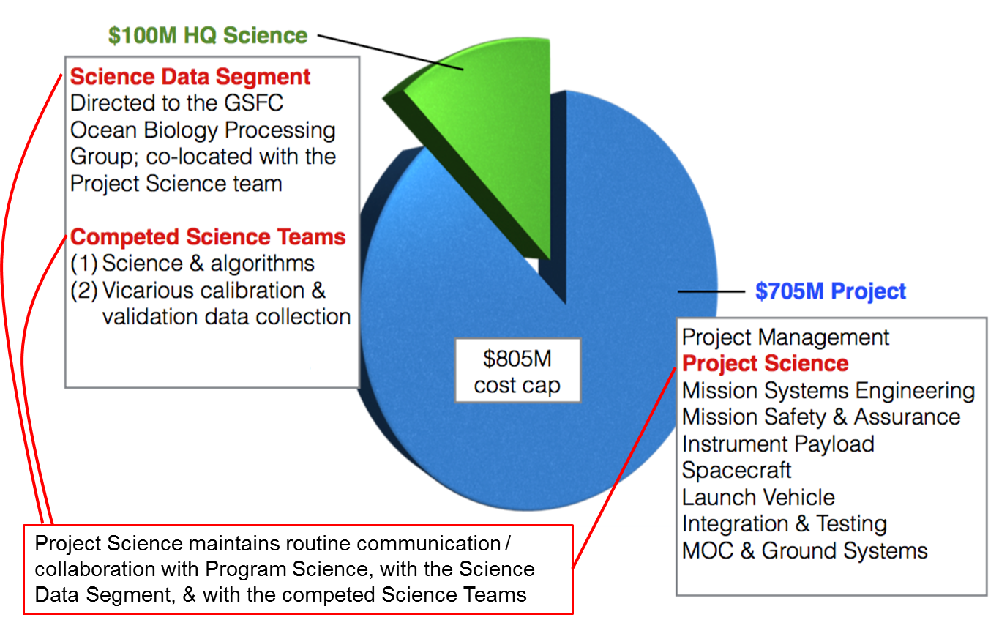 $100M HQ Science
Science Data Segment
Directed to the GSFC
Ocean Biology Processing
Group; co-located with the
Project Science team
Competed Science Teams
(1) Science & algorithms
(2) Vicarious calibration &
validation data collection
$805M
cost cap
$705M Project
Project Management
Project Science
Mission Systems Engineering
Mission Safety & Assurance
Instrument Payload
Spacecraft
Launch Vehicle
Integration & Testing
MOC & Ground Systems
Project Science maintains routine communication /
collaboration with Program Science, with the Science
Data Segment, & with the competed Science Teams